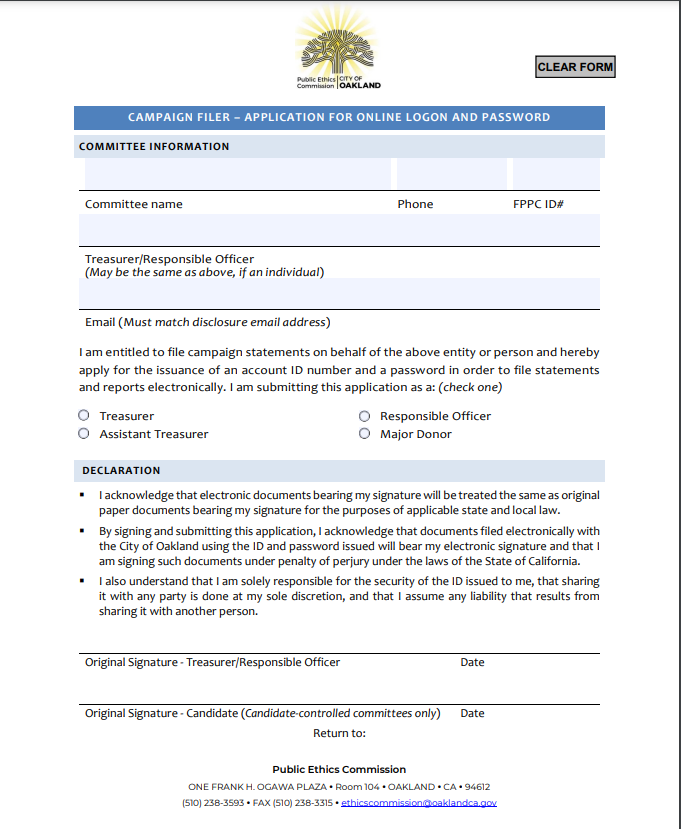 Public Ethics Commission | CITY OF OAKLAND
CLEAR FORM
CAMPAIGN FILER – APPLICATION FOR ONLINE LOGON AND PASSWORD
COMMITTEE INFORMATION
Committee name Phone FPPC ID#
Treasurer/Responsible Officer
(May be the same as above, if an individual)
Email (Must match disclosure email address)
I am entitled to file campaign statements on behalf of the above entity or person and hereby
apply for the issuance of an account ID number and a password in order to file statements
and reports electronically. I am submitting this application as a: (check one)
Treasurer Responsible Officer
Assistant Treasurer Major Donor
DECLARATION
▪ I acknowledge that electronic documents bearing my signature will be treated the same as original
paper documents bearing my signature for the purposes of applicable state and local law.
▪ By signing and submitting this application, I acknowledge that documents filed electronically with
the City of Oakland using the ID and password issued will bear my electronic signature and that I
am signing such documents under penalty of perjury under the laws of the State of California.
▪ I also understand that I am solely responsible for the security of the ID issued to me, that sharing
it with any party is done at my sole discretion, and that I assume any liability that results from
sharing it with another person.
Original Signature - Treasurer/Responsible Officer Date
Original Signature - Candidate (Candidate-controlled committees only) Date
Return to:
Public Ethics Commission
ONE FRANK H. OGAWA PLAZA • Room 104 • OAKLAND • CA • 94612
(510) 238-3593 • FAX (510) 238-3315 • ethicscommission@oaklandca.gov